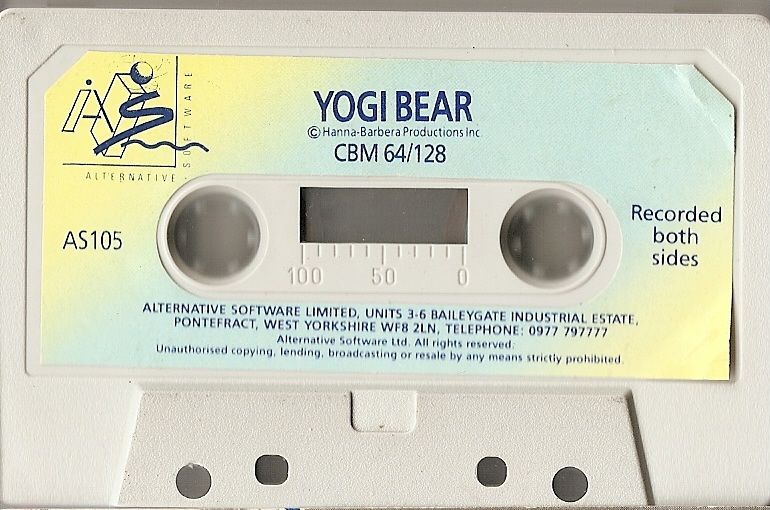 YOGI BEAR
© Hanna-Barbera Productions Inc
CBM 64/128
AS
SOFTWARE
ALTERNATIVE
AS105
Recorded
both
sides
100 50 0
ALTERNATIVE SOFTWARE LIMITED, UNITS 3-6 BAILEYGATE INDUSTRIAL ESTATE,
PONTEFRACT, WEST YORKSHIRE WF8 2LN, TELEPHONE: 0977 797777
Alternative Software Ltd. All rights reserved.
Unauthorised copying, lending, broadcasting or resale by any means strictly prohibited.